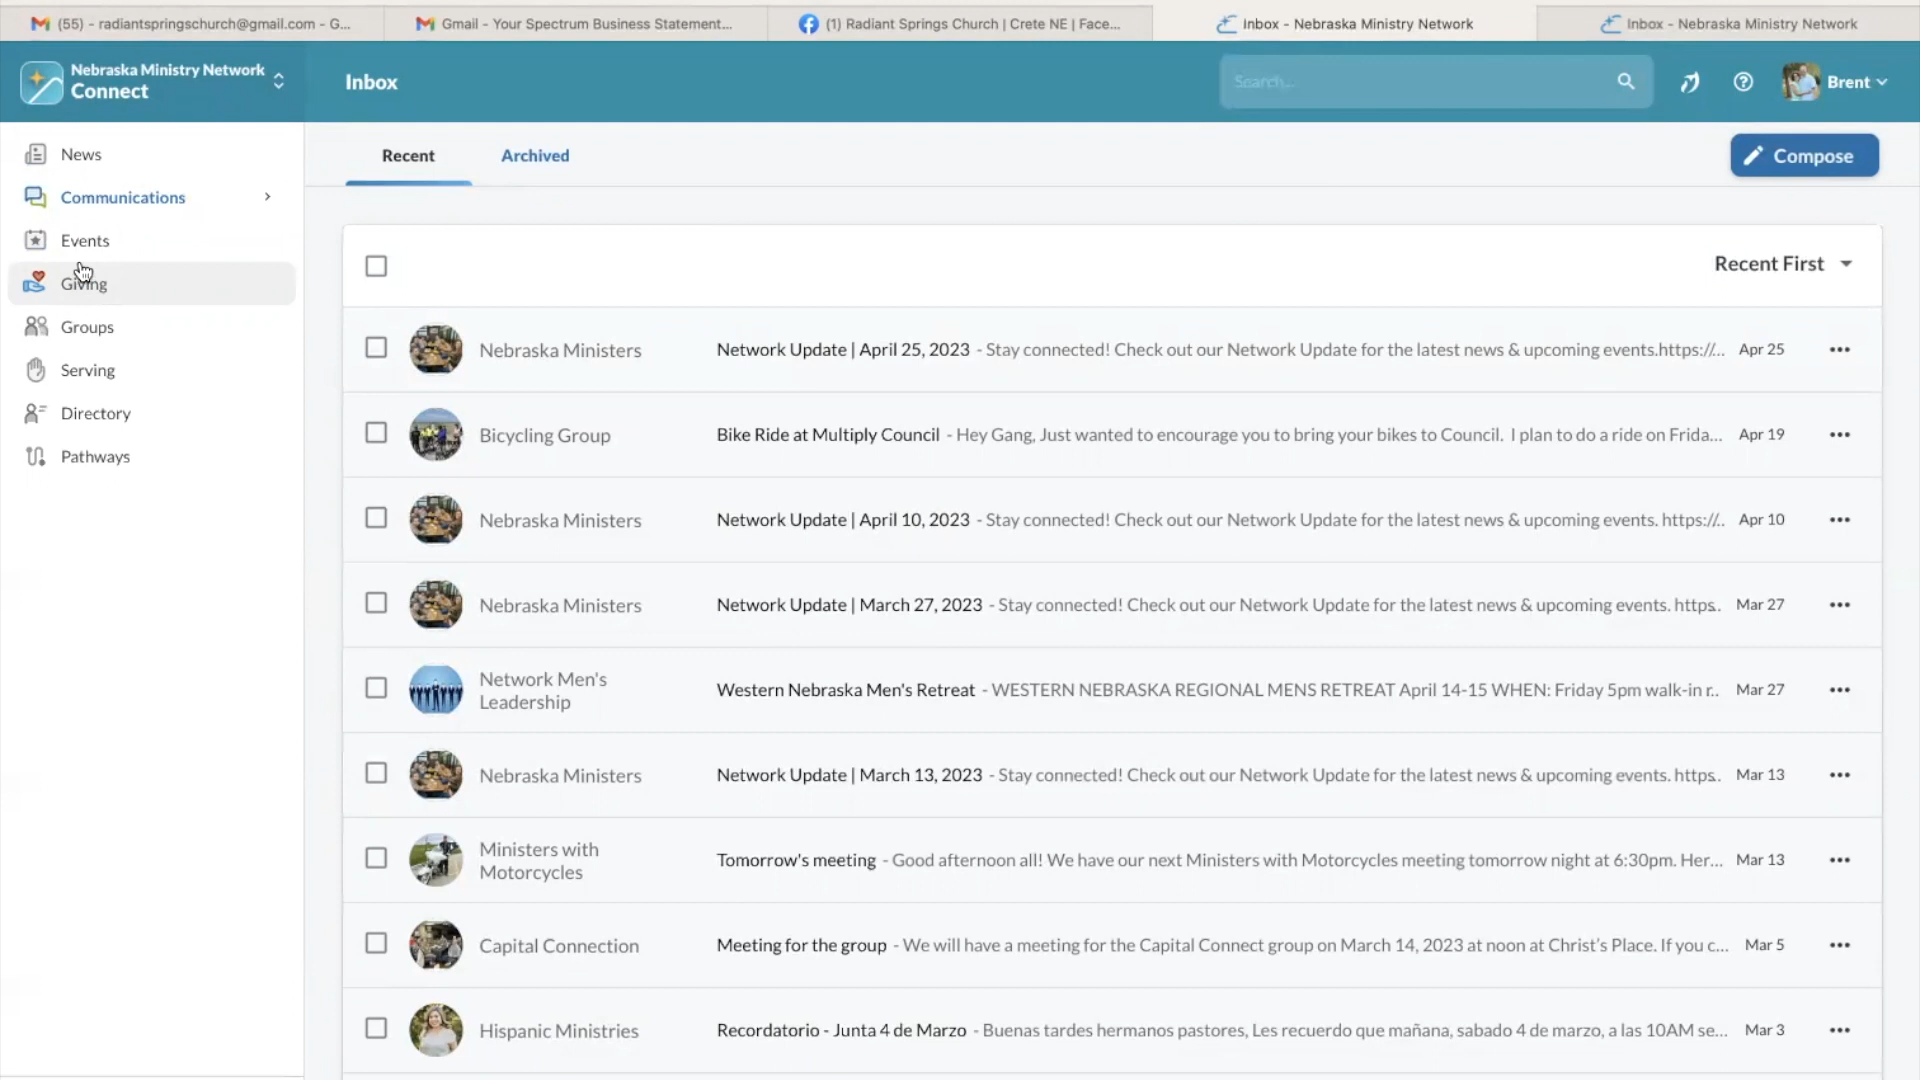 (55) - radiantspringschurch@gmail.com - G...
Gmail - Your Spectrum Business Statement...
(1) Radiant Springs Church | Crete NE | Face...
Inbox - Nebraska Ministry Network
Inbox - Nebraska Ministry Network
Nebraska Ministry Network
Connect
Inbox
Search...
Brent
News
Communications
Events
Giving
Groups
Serving
Directory
Pathways
Recent
Archived
Compose
Recent First
Nebraska Ministers
Network Update | April 25, 2023 - Stay connected! Check out our Network Update for the latest news & upcoming events.https://... Apr 25
Bicycling Group
Bike Ride at Multiply Council - Hey Gang, Just wanted to encourage you to bring your bikes to Council. I plan to do a ride on Frida... Apr 19
Nebraska Ministers
Network Update | April 10, 2023 - Stay connected! Check out our Network Update for the latest news & upcoming events. https://.. Apr 10
Nebraska Ministers
Network Update | March 27, 2023 - Stay connected! Check out our Network Update for the latest news & upcoming events. https.. Mar 27
Network Men's
Leadership
Western Nebraska Men's Retreat - WESTERN NEBRASKA REGIONAL MENS RETREAT April 14-15 WHEN: Friday 5pm walk-in r.. Mar 27
Nebraska Ministers
Network Update | March 13, 2023 - Stay connected! Check out our Network Update for the latest news & upcoming events. https.. Mar 13
Ministers with
Motorcycles
Tomorrow's meeting - Good afternoon all! We have our next Ministers with Motorcycles meeting tomorrow night at 6:30pm. Her... Mar 13
Capital Connection
Meeting for the group - We will have a meeting for the Capital Connect group on March 14, 2023 at noon at Christ's Place. If you c... Mar 5
Hispanic Ministries
Recordatorio - Junta 4 de Marzo - Buenas tardes hermanos pastores, Les recuerdo que mañana, sabado 4 de marzo, a las 10AM se... Mar 3